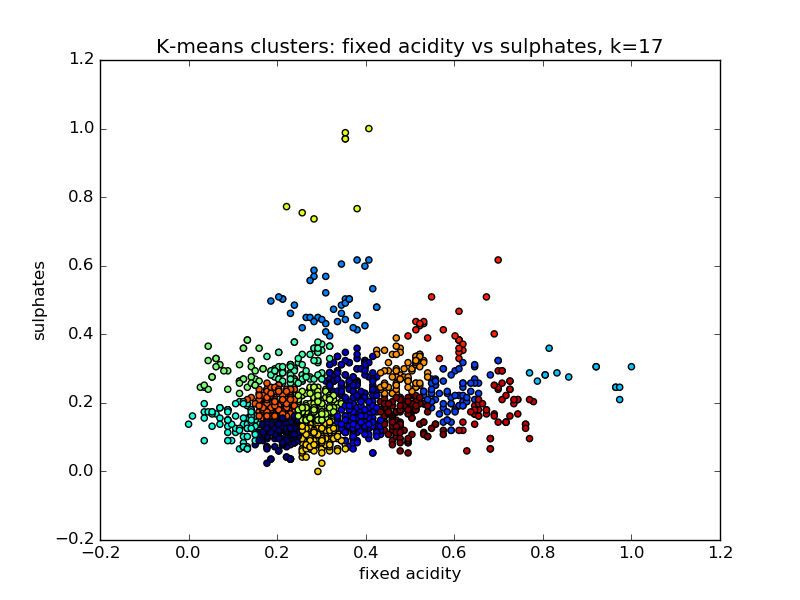 K-means clusters: fixed acidity vs sulphates, k=17
1.2
1.0
0.8
0.6
0.4
0.2
0.0
−0.2
sulphates
−0.2 0.0 0.2 0.4 0.6 0.8 1.0 1.2
fixed acidity